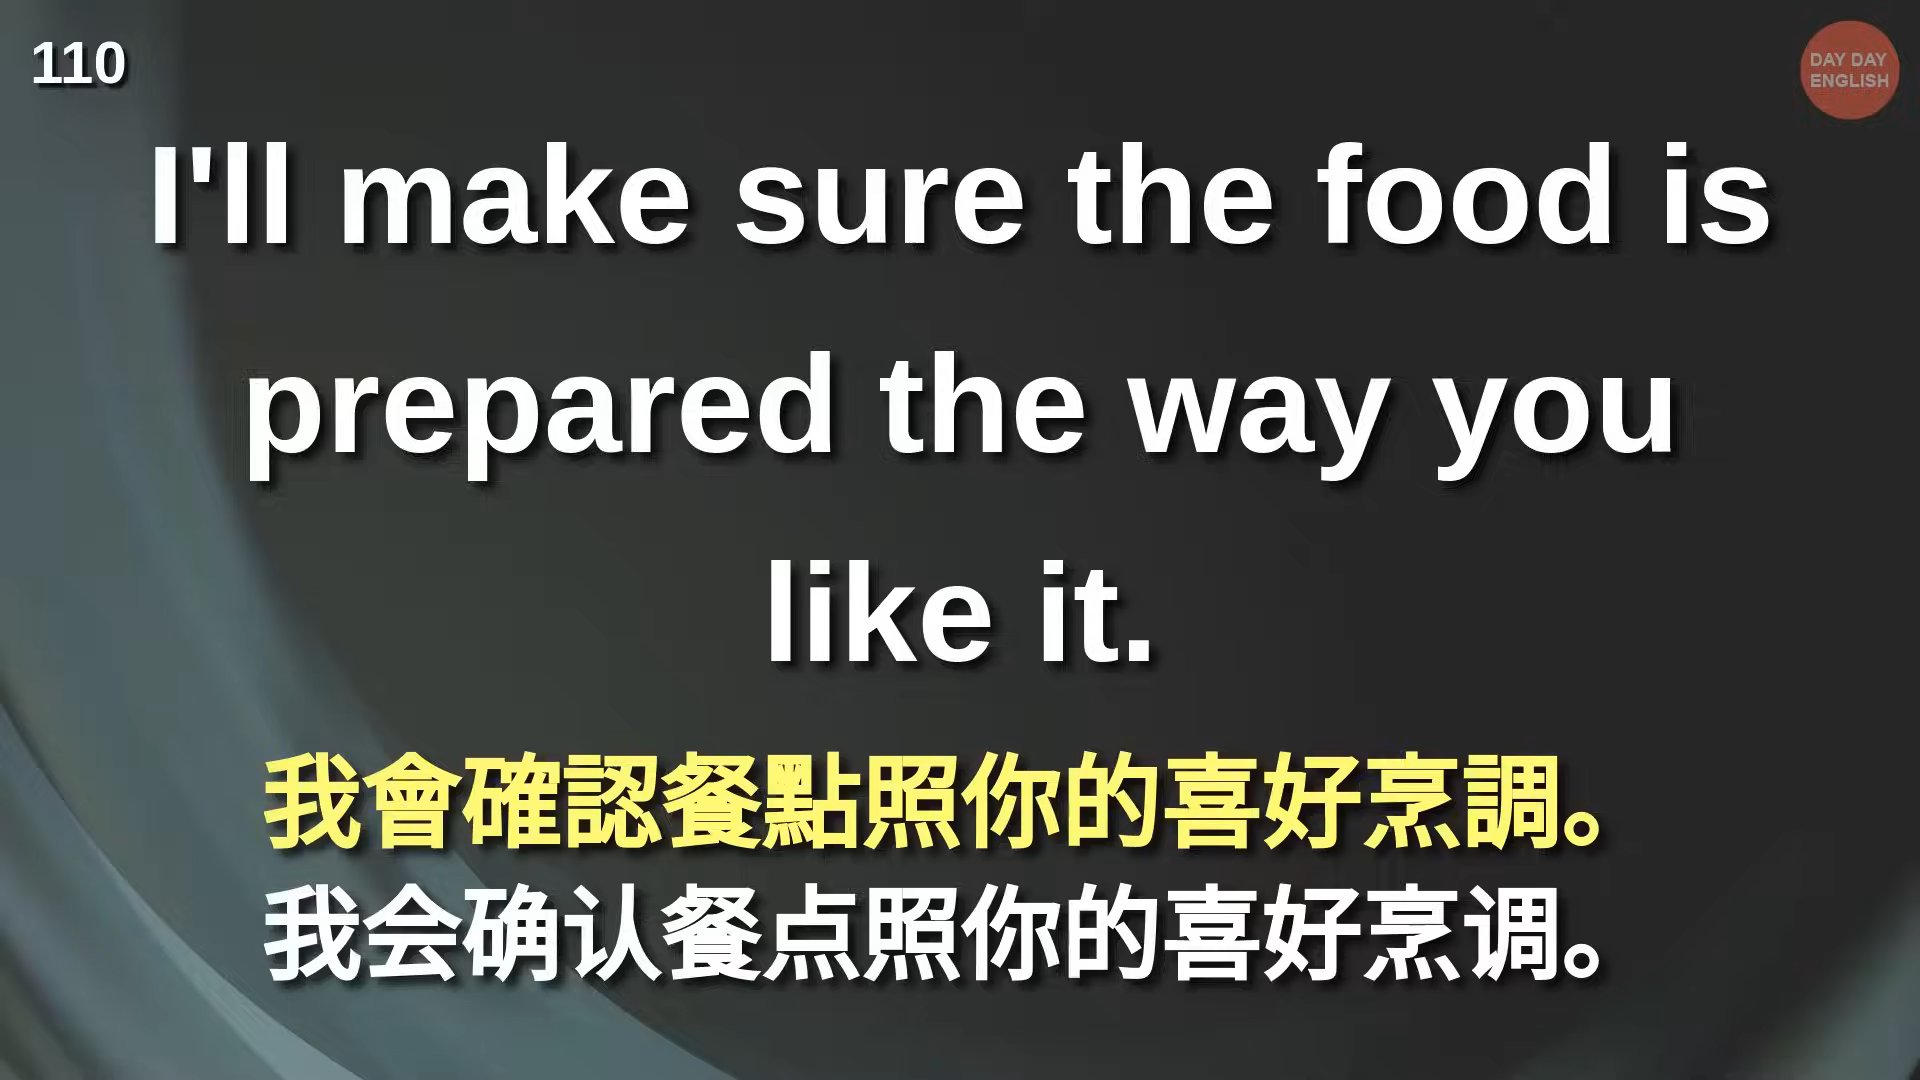 110
DAY DAY
ENGLISH
I'll make sure the food is
prepared the way you
like it.
我會確認餐點照你的喜好烹調。
我会确认餐点照你的喜好烹调。